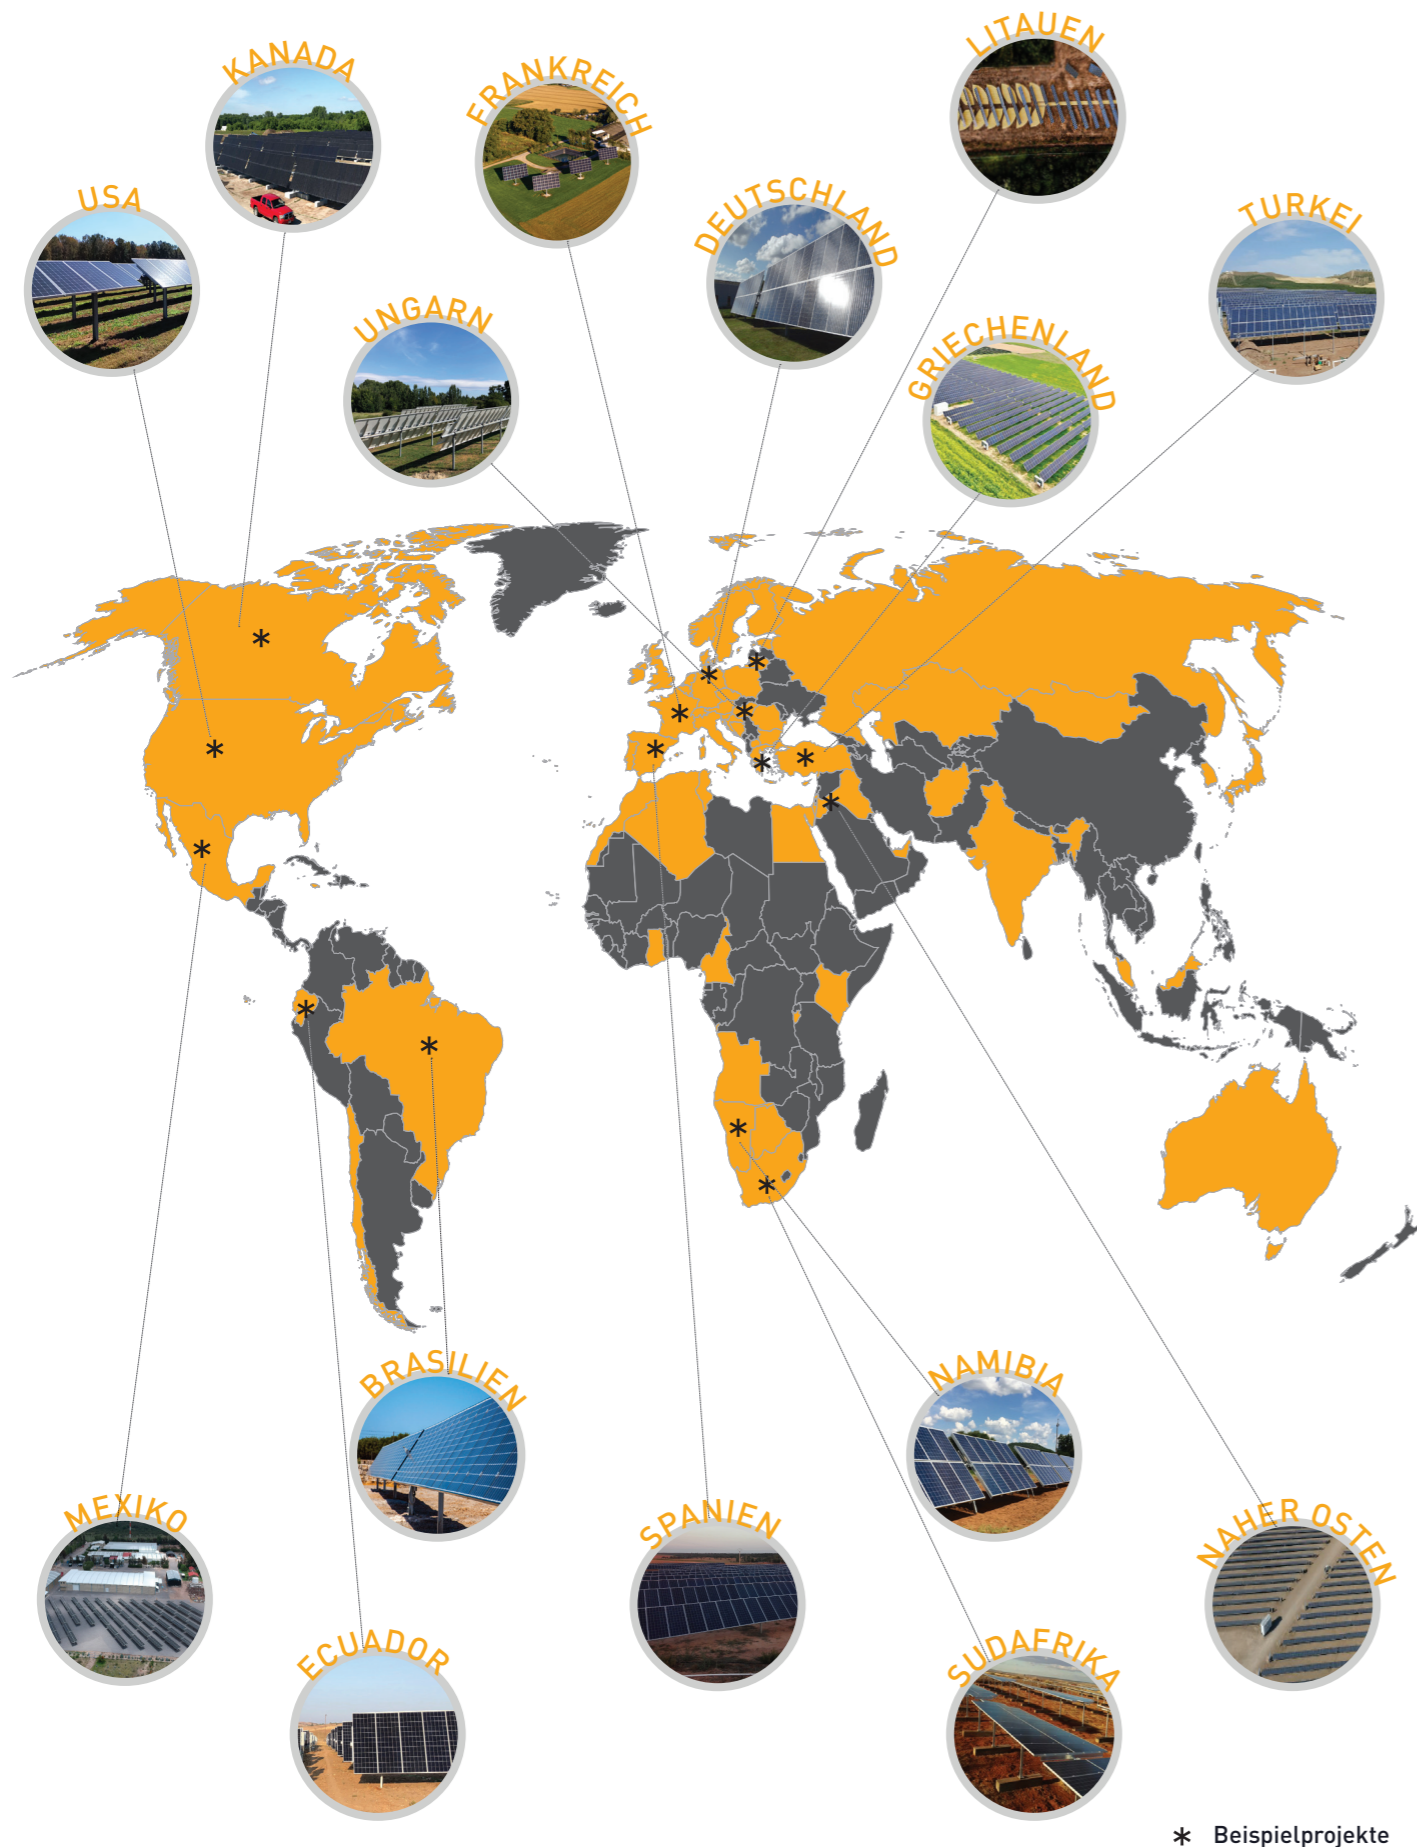 LITAUEN
KANADA
FRANKREICH
USA
DEUTSCHLAND
TURKEI
UNGARN
GRIECHENLAND
BRASILIEN
NAMIBIA
MEXIKO
SPANIEN
NAHER OSTEN
ECUADOR
SUDAFRIKA
* Beispielprojekte